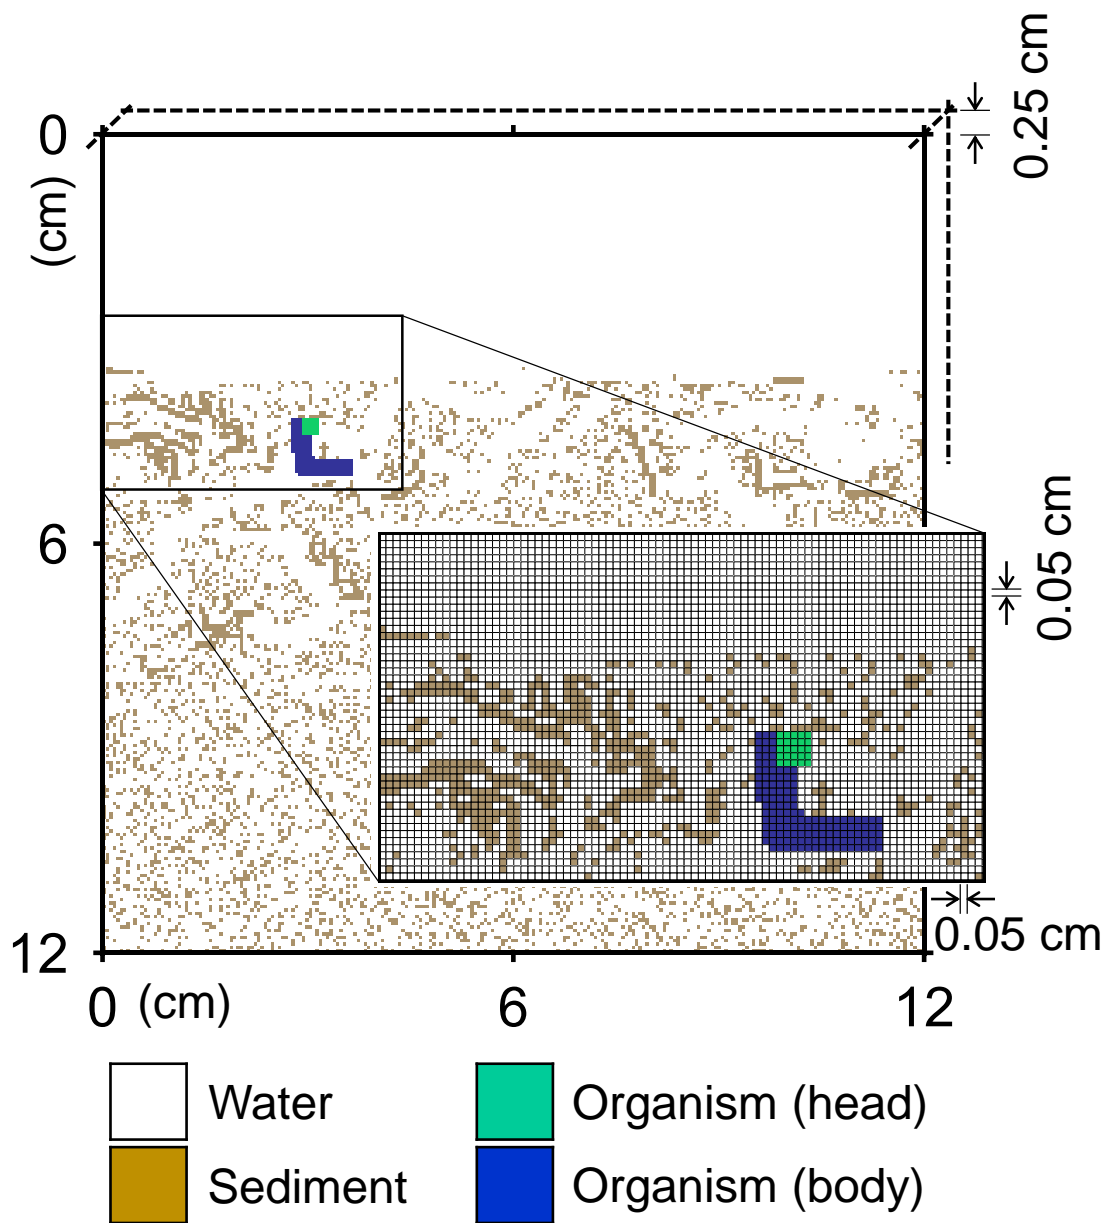 0.25 cm
0
(cm)
6
0.05 cm
0.05 cm
12
0 (cm) 6 12
Water Organism (head)
Sediment Organism (body)